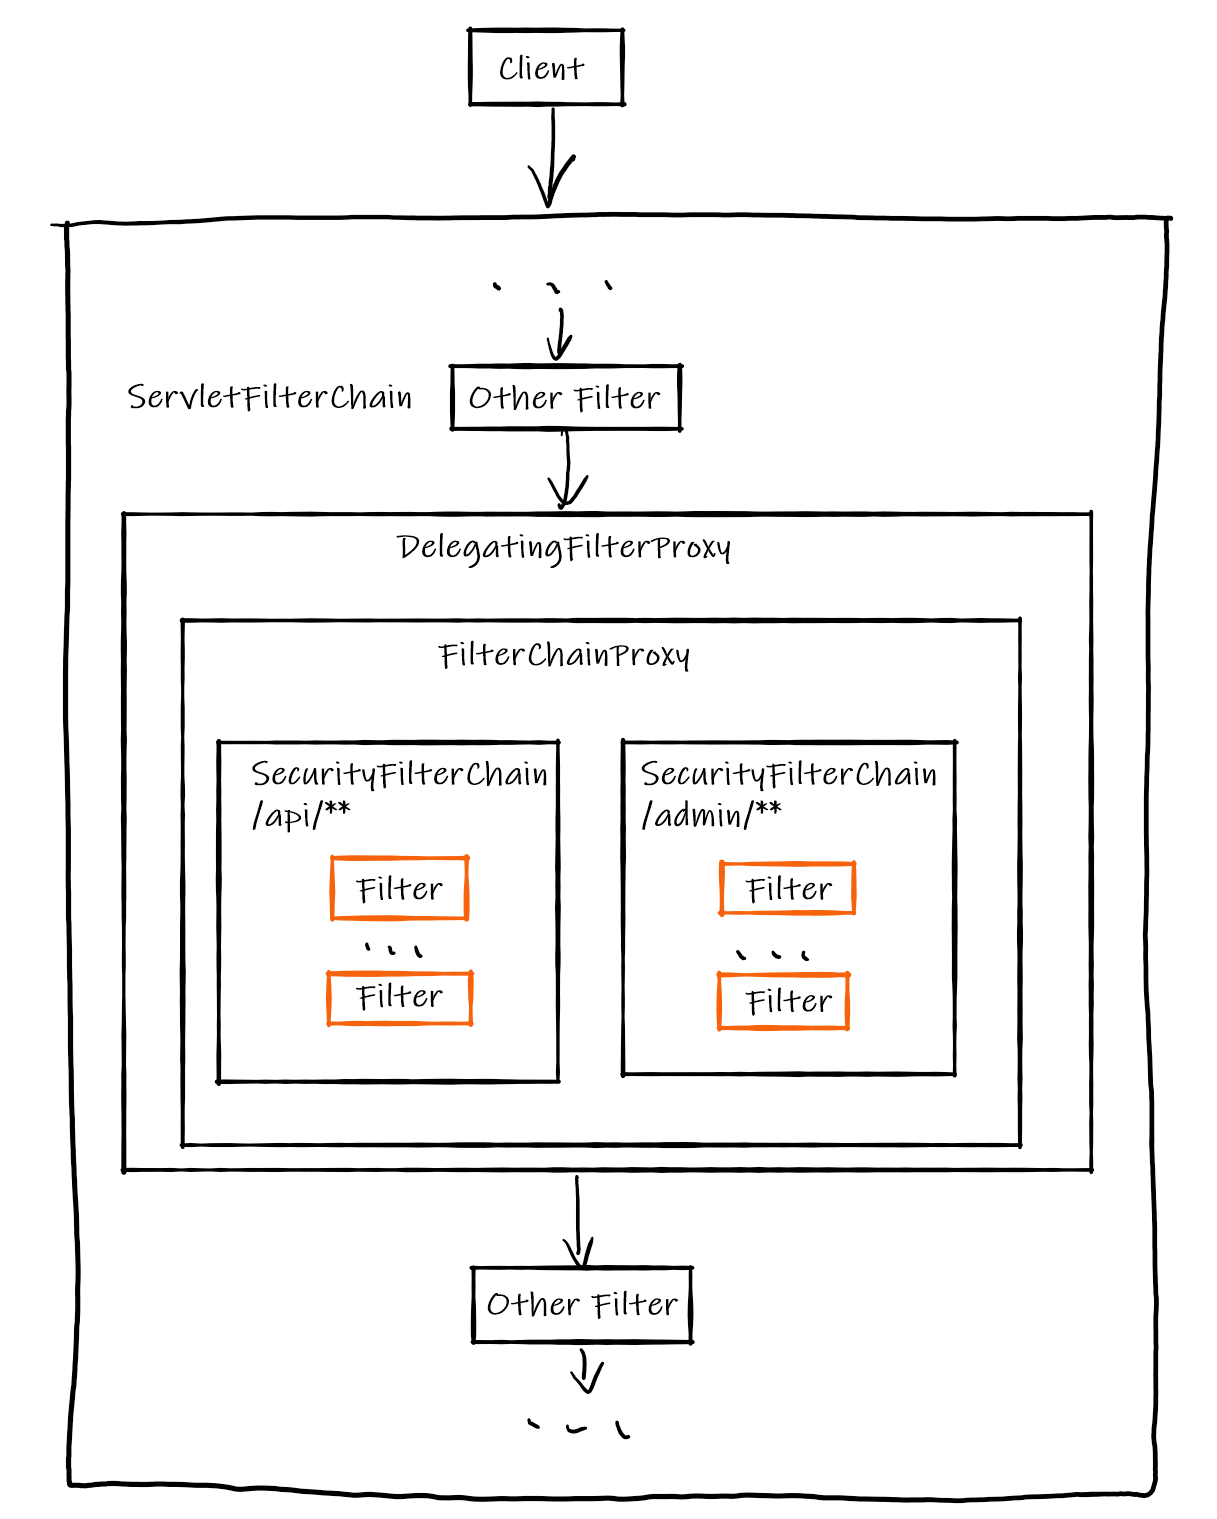 Client
ServletFilterChain
Other Filter
DelegatingFilterProxy
FilterChainProxy
SecurityFilterChain
/api/**
Filter
...
Filter
SecurityFilterChain
/admin/**
Filter
...
Filter
Other Filter